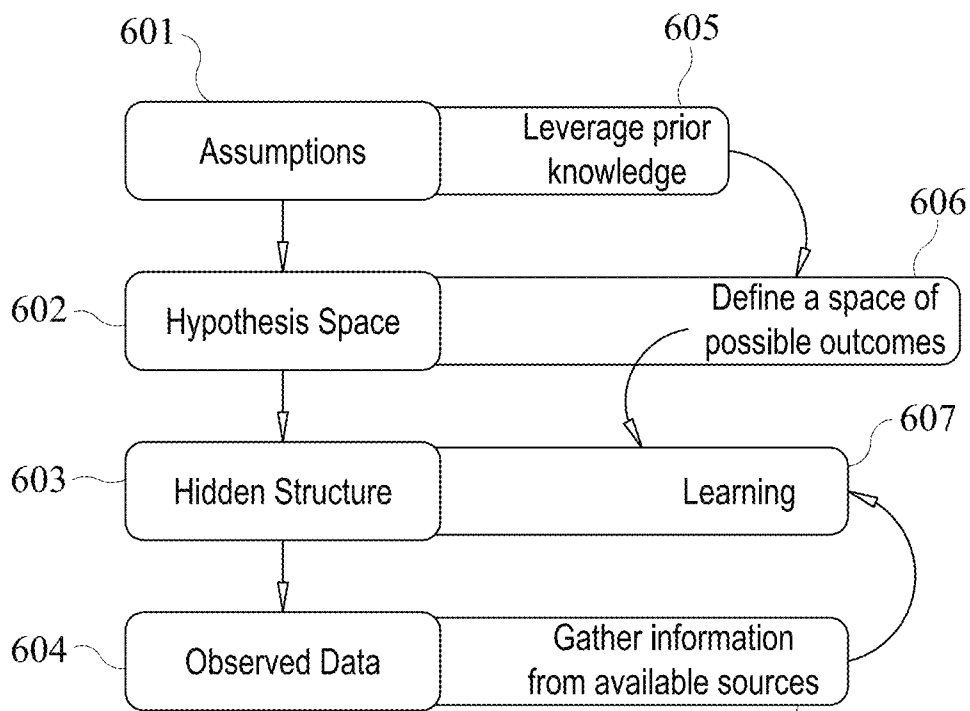 601
605
Assumptions
Leverage prior
knowledge
606
602
Hypothesis Space
Define a space of
possible outcomes
607
603
Hidden Structure
Learning
604
Observed Data
Gather information
from available sources